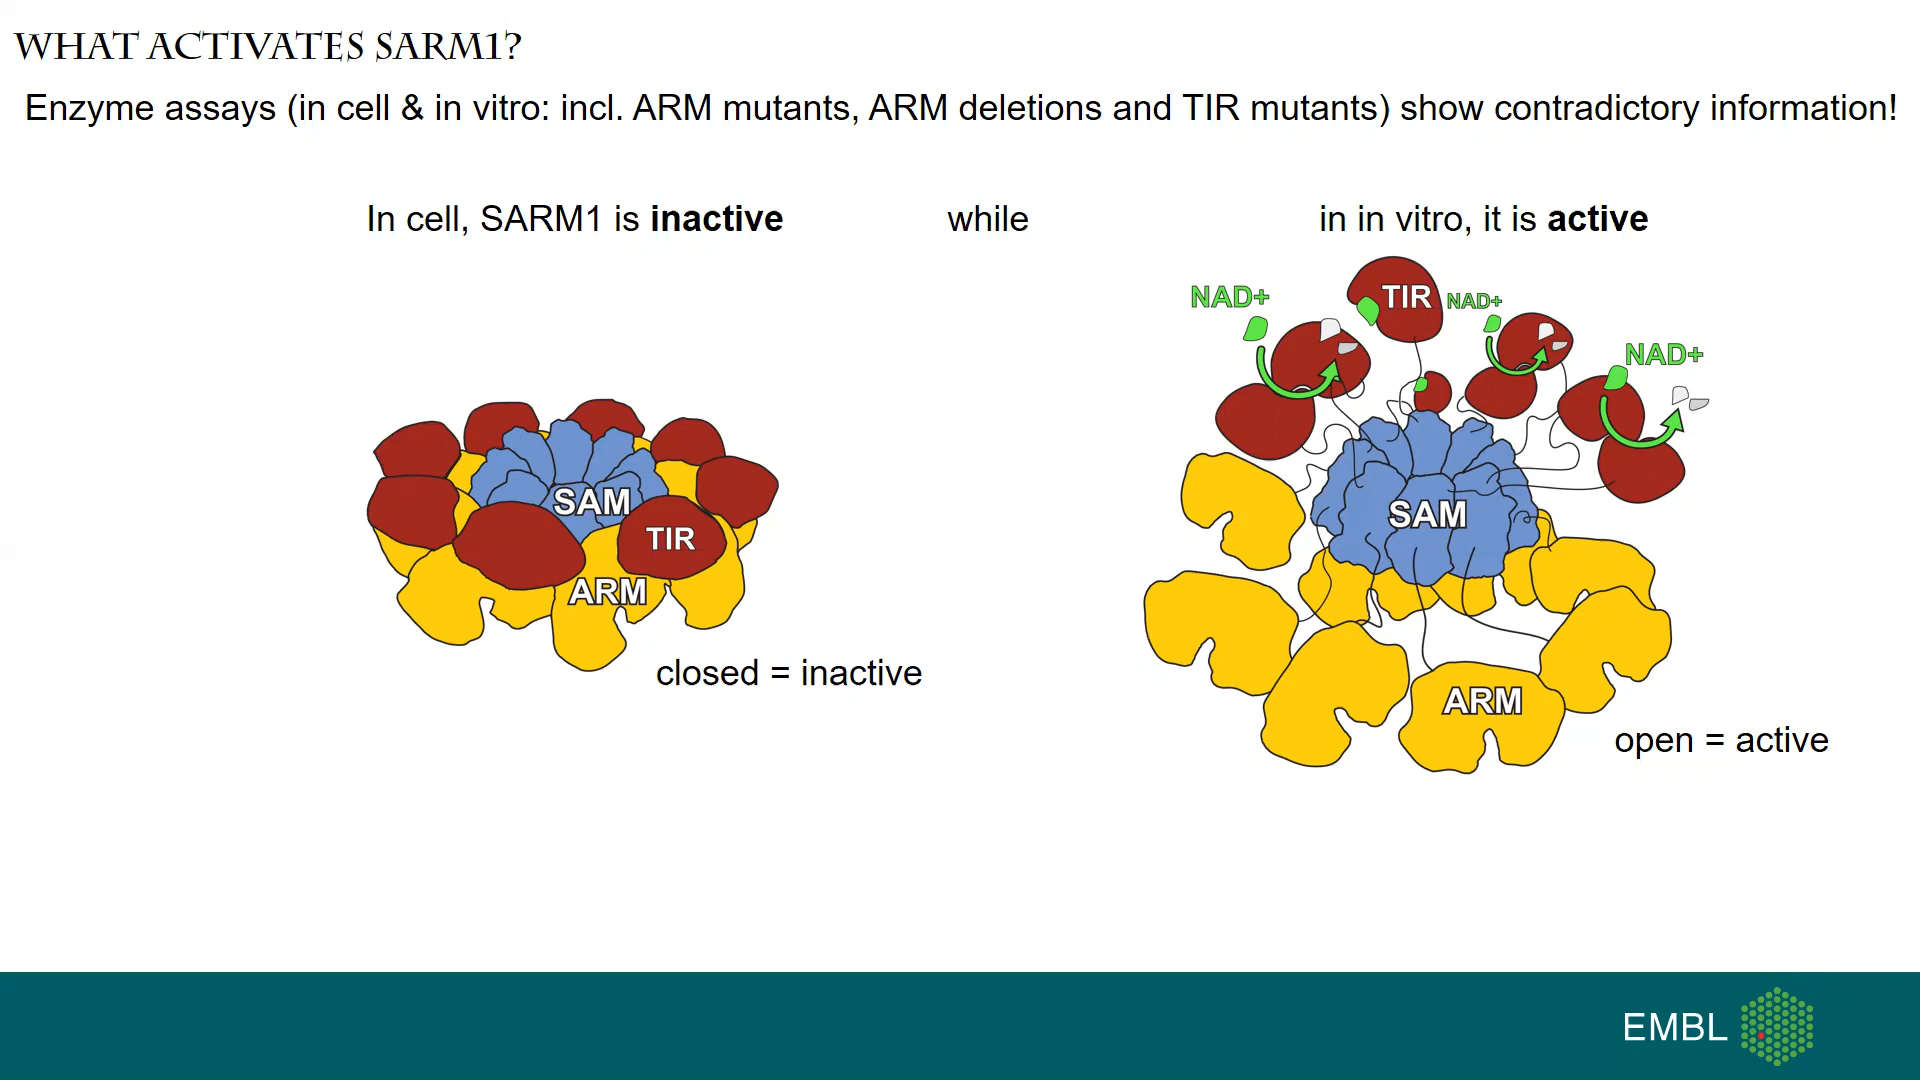 WHAT ACTIVATES SARM1?
Enzyme assays (in cell & in vitro: incl. ARM mutants, ARM deletions and TIR mutants) show contradictory information!
In cell, SARM1 is inactive while in in vitro, it is active
NAD+
TIR
NAD+
NAD+
SAM
TIR
ARM
closed = inactive
SAM
ARM
open = active
EMBL